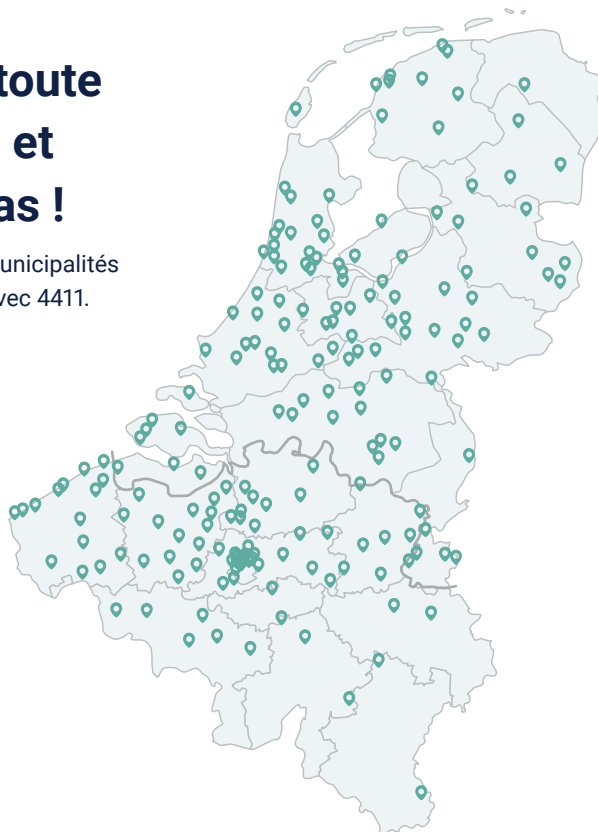 toute
et
as !
unicipalités
vec 4411.